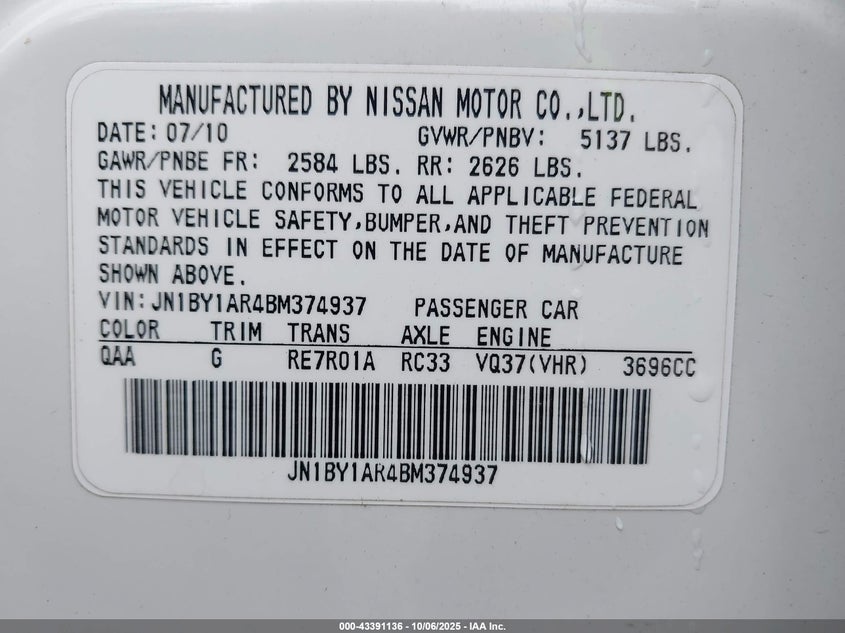 MANUFACTURED BY NISSAN MOTOR CO.,LTD.
DATE: 07/10 GVWR/PNBV: 5137 LBS.
GAWR/PNBE FR: 2584 LBS. RR: 2626 LBS.
THIS VEHICLE CONFORMS TO ALL APPLICABLE FEDERAL
MOTOR VEHICLE SAFETY,BUMPER,AND THEFT PREVENTION
STANDARDS IN EFFECT ON THE DATE OF MANUFACTURE
SHOWN ABOVE.
VIN:JN1BY1AR4BM374937 PASSENGER CAR
COLOR TRIM TRANS AXLE ENGINE
QAA G RE7R01A RC33 VQ37(VHR) 3696CC
JN1BY1AR4BM374937
000-43391136 - 10/06/2025 - IAA Inc.